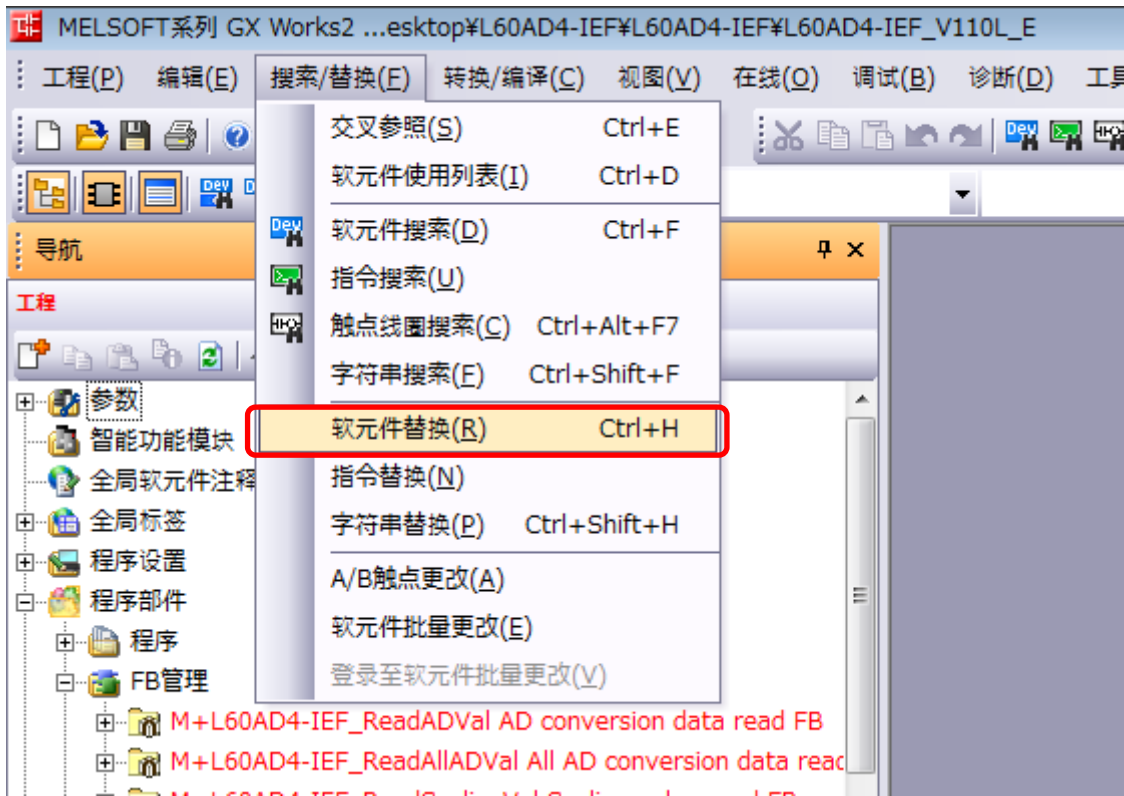 MELSOFT系列 GX Works2 ...esktop¥L60AD4-IEF¥L60AD4-IEF¥L60AD4-IEF_V110L_E
工程(P) 编辑(E) 搜索/替换(F) 转换/编译(C) 视图(V) 在线(O) 调试(B) 诊断(D) 工具
交叉参照(S) Ctrl+E
软元件使用列表(I) Ctrl+D
软元件搜索(D) Ctrl+F
指令搜索(U)
触点线圈搜索(C) Ctrl+Alt+F7
字符串搜索(F) Ctrl+Shift+F
软元件替换(R) Ctrl+H
指令替换(N)
字符串替换(P) Ctrl+Shift+H
A/B触点更改(A)
软元件批量更改(E)
登录至软元件批量更改(V)
导航
工程
参数
智能功能模块
全局软元件注释
全局标签
程序设置
程序部件
程序
FB管理
M+L60AD4-IEF_ReadADVal AD conversion data read FB
M+L60AD4-IEF_ReadAllADVal All AD conversion data read